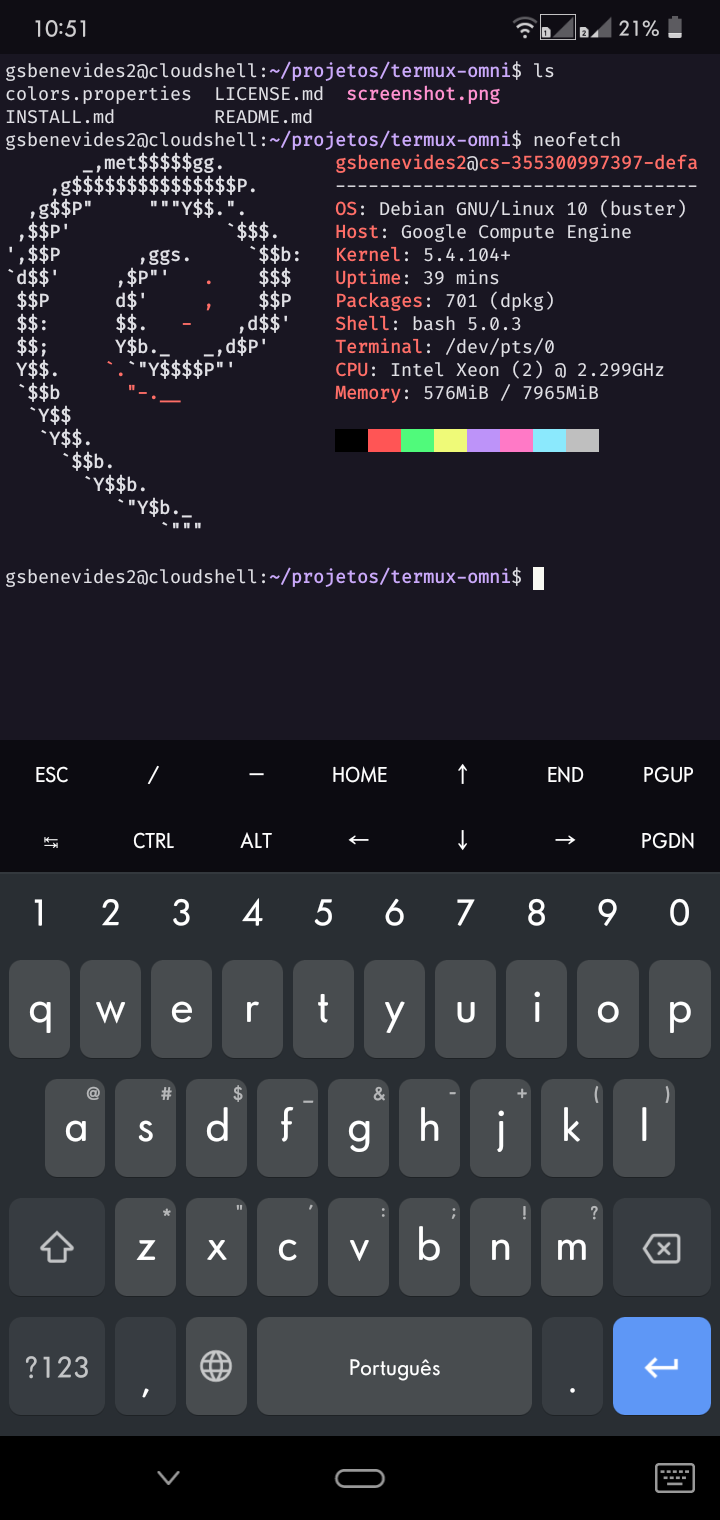 10:51 1 2 21%
gsbenevides2@cloudshell:~/projetos/termux-omni$ ls
colors.properties  LICENSE.md  screenshot.png
INSTALL.md         README.md
gsbenevides2@cloudshell:~/projetos/termux-omni$ neofetch
       _,met$$$$$gg.          gsbenevides2@cs-355300997397-defa
    ,g$$$$$$$$$$$$$$$P.       ---------------------------------
  ,g$$P"     """Y$$.".        OS: Debian GNU/Linux 10 (buster)
 ,$$P'              `$$$.     Host: Google Compute Engine
',$$P       ,ggs.     `$$b:   Kernel: 5.4.104+
`d$$'     ,$P"'   .    $$$    Uptime: 39 mins
 $$P      d$'     ,    $$P    Packages: 701 (dpkg)
 $$:      $$.   -    ,d$$'    Shell: bash 5.0.3
 $$;      Y$b._   _,d$P'      Terminal: /dev/pts/0
 Y$$.    `.`"Y$$$$P"'         CPU: Intel Xeon (2) @ 2.299GHz
 `$$b      "-.__              Memory: 576MiB / 7965MiB
  `Y$$
   `Y$$.
     `$$b.
       `Y$$b.
          `"Y$b._
              `"""
gsbenevides2@cloudshell:~/projetos/termux-omni$
ESC / — HOME ↑ END PGUP
↹ CTRL ALT ← ↓ → PGDN
1 2 3 4 5 6 7 8 9 0
q w e r t y u i o p
@ # $ _ & - + ( )
a s d f g h j k l
* " ' : ; ! ?
z x c v b n m
?123 , Português .